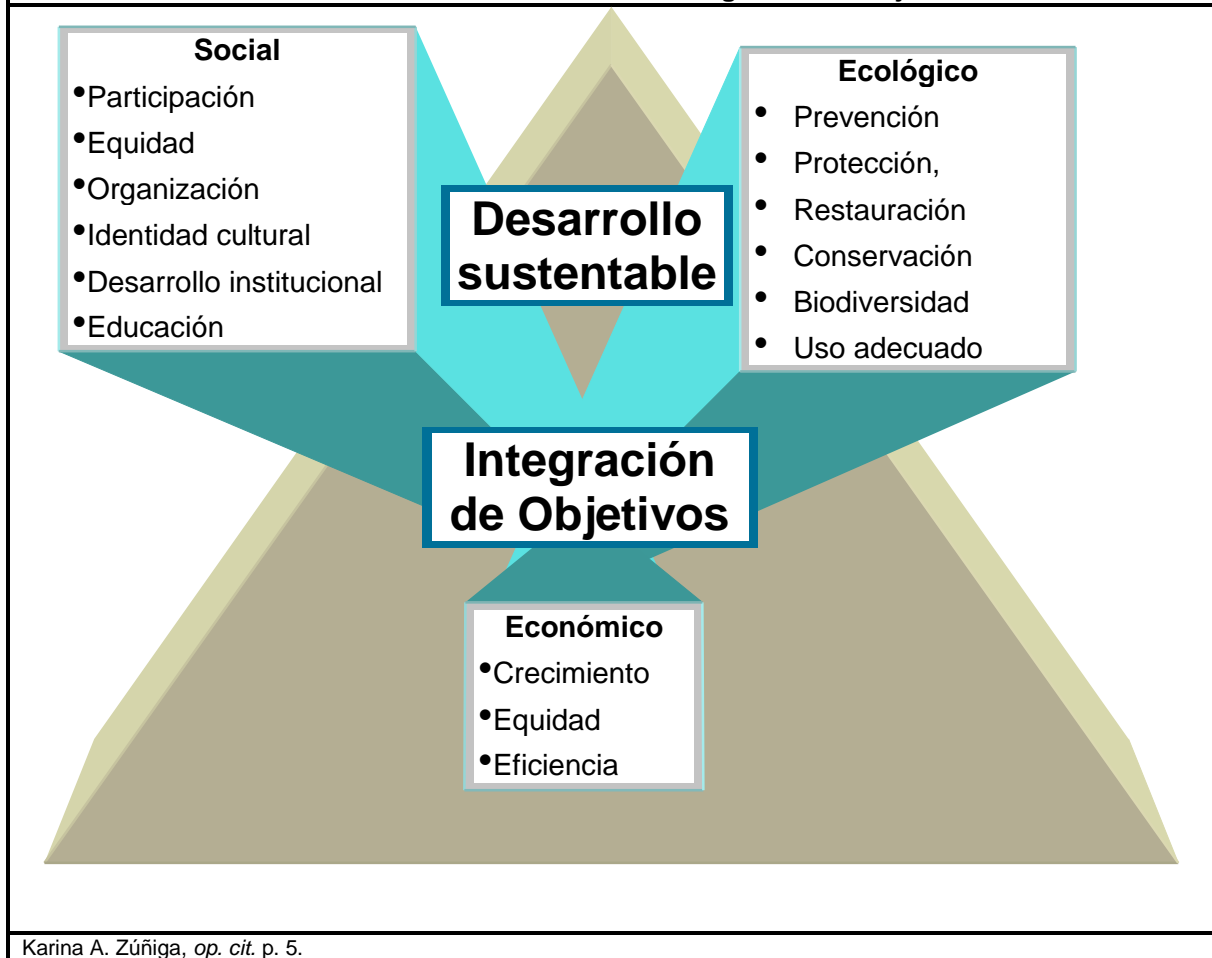 Social
•Participación
•Equidad
•Organización
•Identidad cultural
•Desarrollo institucional
•Educación
Ecológico
• Prevención
• Protección,
• Restauración
• Conservación
• Biodiversidad
• Uso adecuado
Desarrollo
sustentable
Integración
de Objetivos
Económico
•Crecimiento
•Equidad
•Eficiencia
Karina A. Zúñiga, op. cit. p. 5.